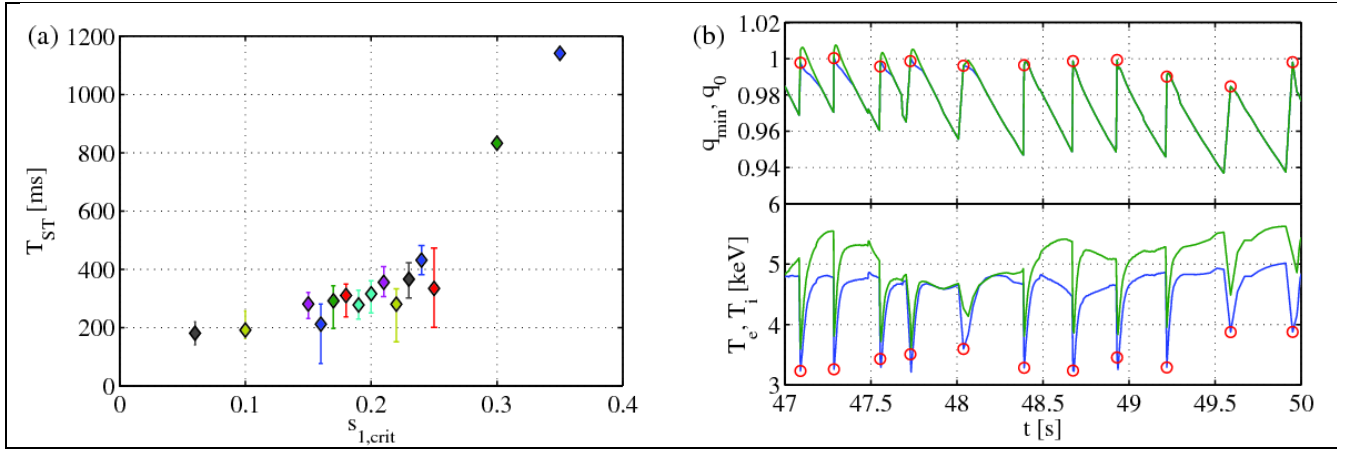 (a)
1200
1000
800
600
400
200
0
T_ST [ms]
0 0.1 0.2 0.3 0.4
s_1,crit
(b)
1.02
1
0.98
0.96
0.94
q_min, q_0
6
5
4
3
T_e, T_i [keV]
47 47.5 48 48.5 49 49.5 50
t [s]